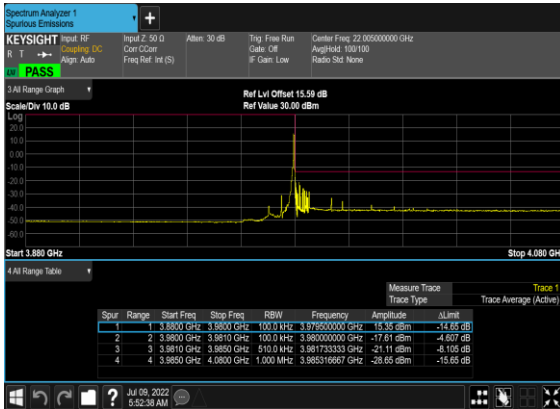 Spectrum Analyzer 1
Spurious Emissions
+
KEYSIGHT Input: RF Input Z: 50 Ω Atten: 30 dB Trig: Free Run Center Freq: 22.005000000 GHz
R T Coupling: DC Corr CCorr Gate: Off Avg|Hold: 100/100
Align: Auto Freq Ref: Int (S) IF Gain: Low Radio Std: None
LV PASS
3 All Range Graph
Ref Lvl Offset 15.59 dB
Scale/Div 10.0 dB Ref Value 30.00 dBm
Log
20.0
10.0
0.00
-10.0
-20.0
-30.0
-40.0
-50.0
-60.0
Start 3.880 GHz Stop 4.080 GH
4 All Range Table
Measure Trace Trace 1
Trace Type Trace Average (Active)
Spur Range Start Freq Stop Freq RBW Frequency Amplitude ΔLimit
1 1 3.8800 GHz 3.9800 GHz 100.0 kHz 3.979500000 GHz 15.35 dBm -14.65 dB
2 2 3.9800 GHz 3.9810 GHz 100.0 kHz 3.980000000 GHz -17.61 dBm -4.607 dB
3 3 3.9810 GHz 3.9850 GHz 510.0 kHz 3.981733333 GHz -21.11 dBm -8.105 dB
4 4 3.9850 GHz 4.0800 GHz 1.000 MHz 3.985316667 GHz -28.65 dBm -15.65 dB
? Jul 09, 2022
5:52:38 AM